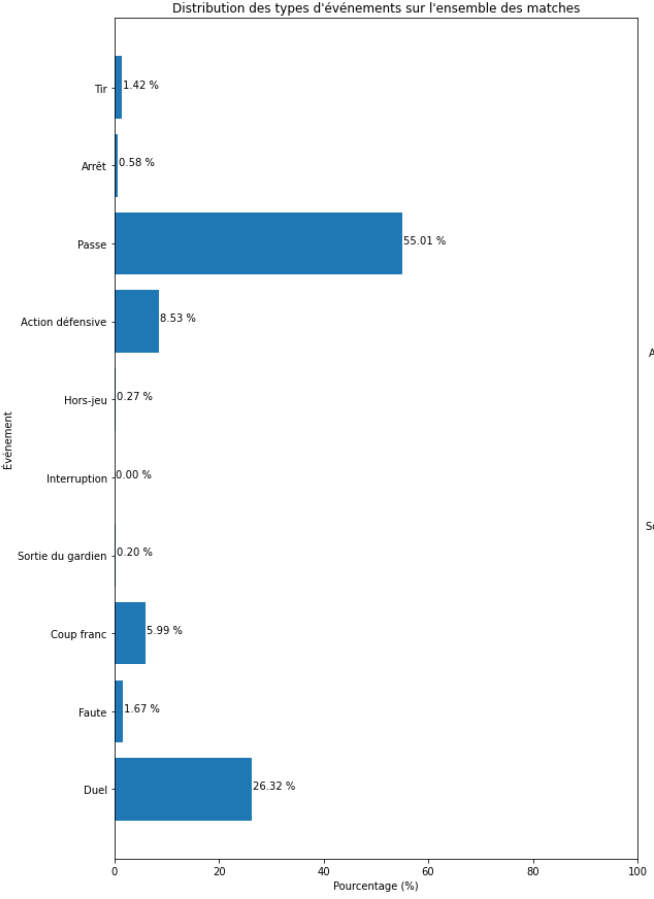 Distribution des types d'événements sur l'ensemble des matches
Tir
1.42 %
Arrêt
0.58 %
Passe
55.01 %
Action défensive
8.53 %
Hors-jeu
0.27 %
Interruption
0.00 %
Sortie du gardien
0.20 %
Coup franc
5.99 %
Faute
1.67 %
Duel
26.32 %
Événement
0 20 40 60 80 100
Pourcentage (%)